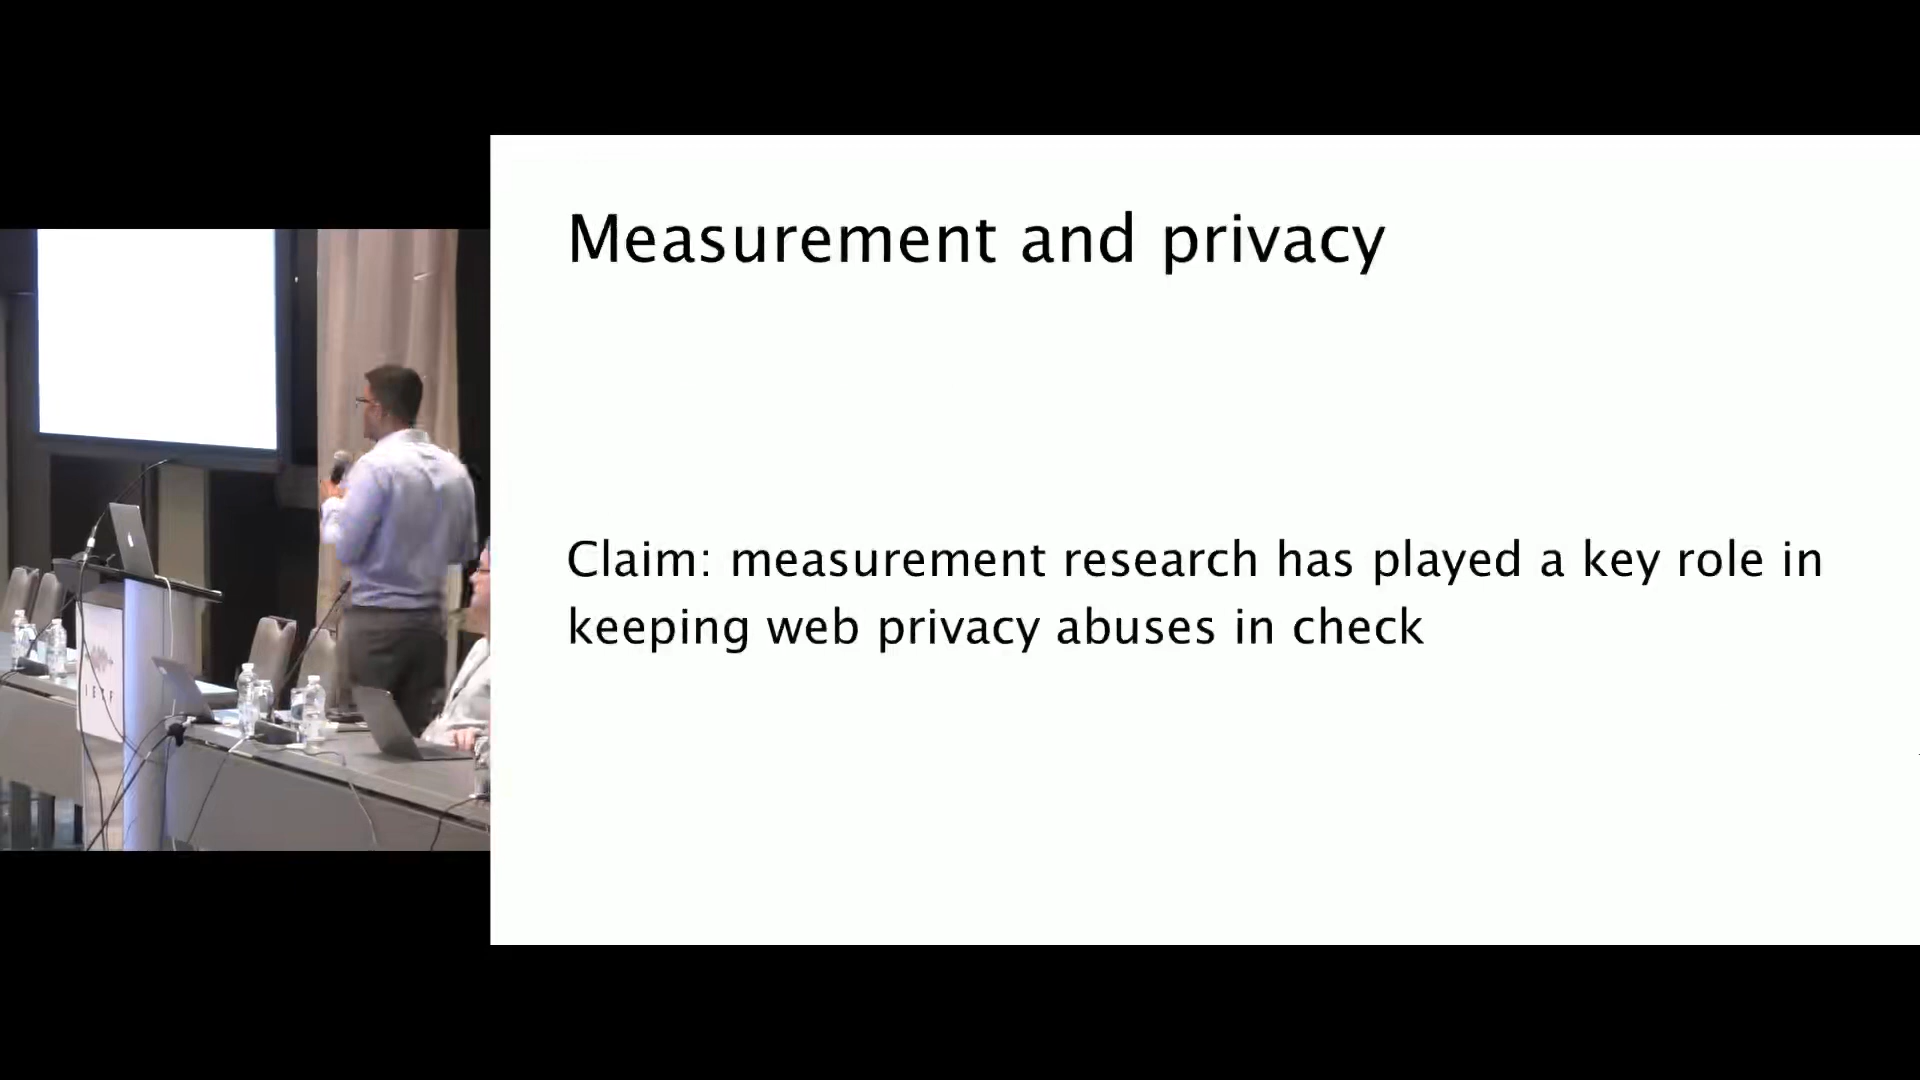 Measurement and privacy
Claim: measurement research has played a key role in
keeping web privacy abuses in check
I E T F